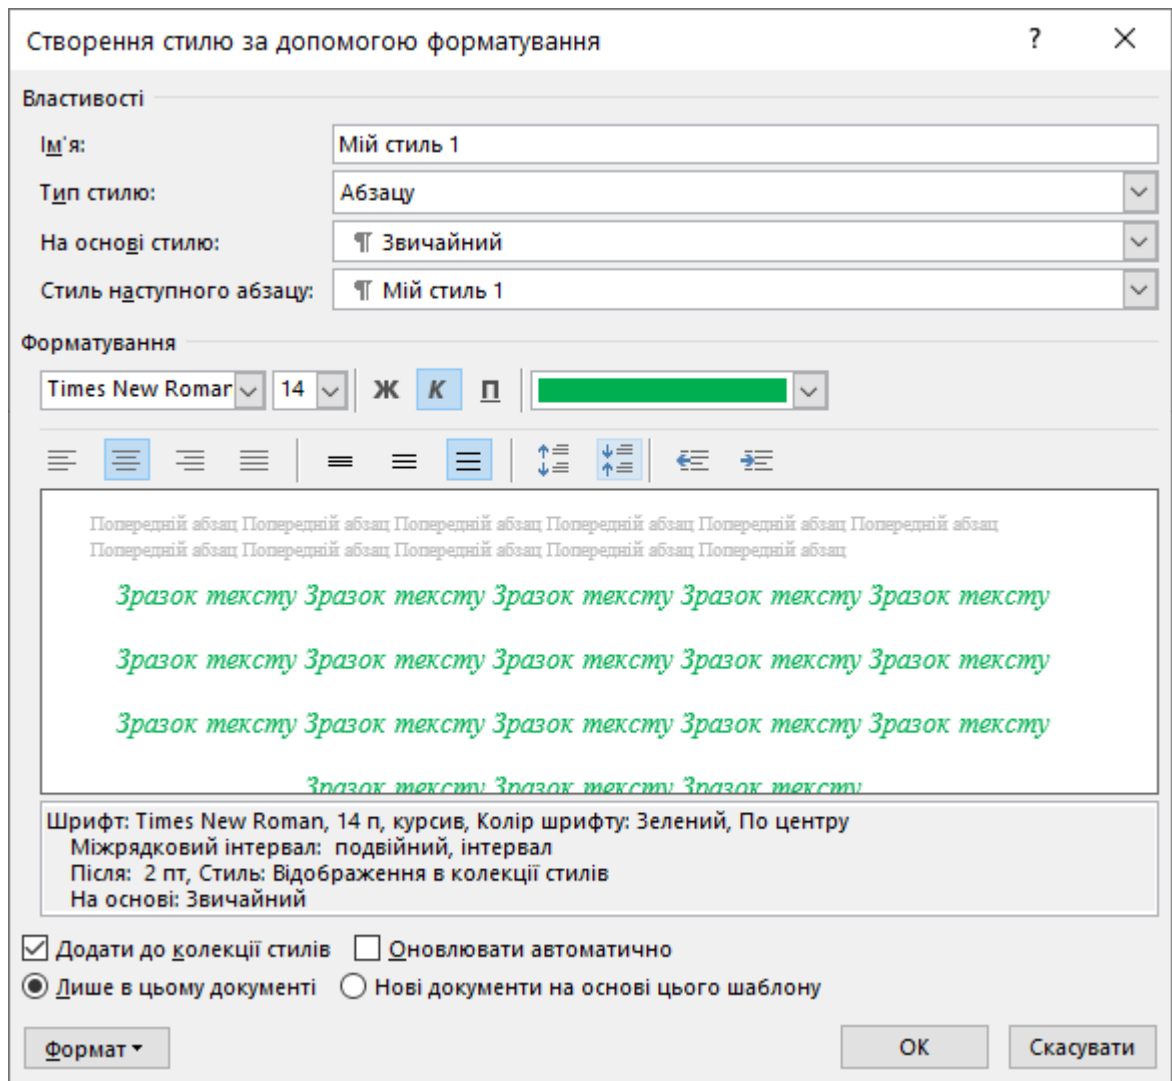 Створення стилю за допомогою форматування ?
Властивості
Ім'я: Мій стиль 1
Тип стилю: Абзацу
На основі стилю: ¶ Звичайний
Стиль наступного абзацу: ¶ Мій стиль 1
Форматування
Times New Roman 14 Ж К П
Попередній абзац Попередній абзац Попередній абзац Попередній абзац Попередній абзац Попередній абзац
Попередній абзац Попередній абзац Попередній абзац Попередній абзац Попередній абзац
Зразок тексту Зразок тексту Зразок тексту Зразок тексту Зразок тексту
Зразок тексту Зразок тексту Зразок тексту Зразок тексту Зразок тексту
Зразок тексту Зразок тексту Зразок тексту Зразок тексту Зразок тексту
Зразок тексту Зразок тексту Зразок тексту
Шрифт: Times New Roman, 14 п, курсив, Колір шрифту: Зелений, По центру
Міжрядковий інтервал: подвійний, інтервал
Після: 2 пт, Стиль: Відображення в колекції стилів
На основі: Звичайний
Додати до колекції стилів Оновлювати автоматично
Лише в цьому документі Нові документи на основі цього шаблону
Формат ОК Скасувати